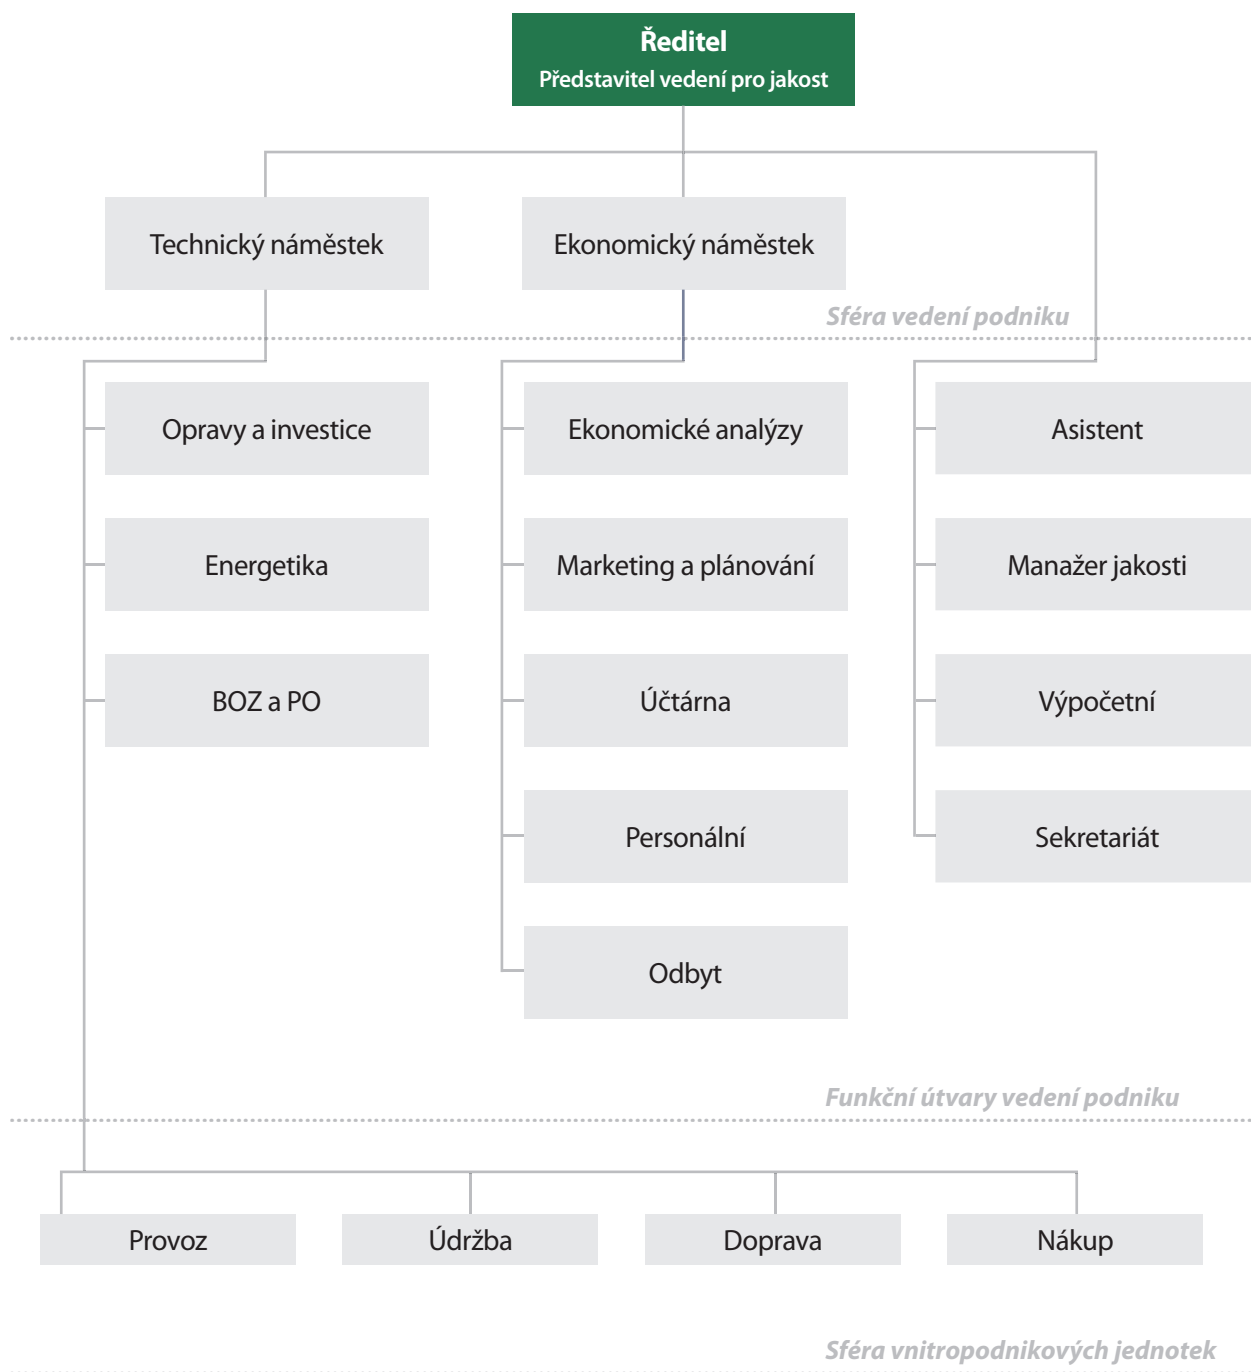 Ředitel
Představitel vedení pro jakost
Technický náměstek
Ekonomický náměstek
Sféra vedení podniku
Opravy a investice
Ekonomické analýzy
Asistent
Energetika
Marketing a plánování
Manažer jakosti
BOZ a PO
Účtárna
Výpočetní
Personální
Sekretariát
Odbyt
Funkční útvary vedení podniku
Provoz
Údržba
Doprava
Nákup
Sféra vnitropodnikových jednotek